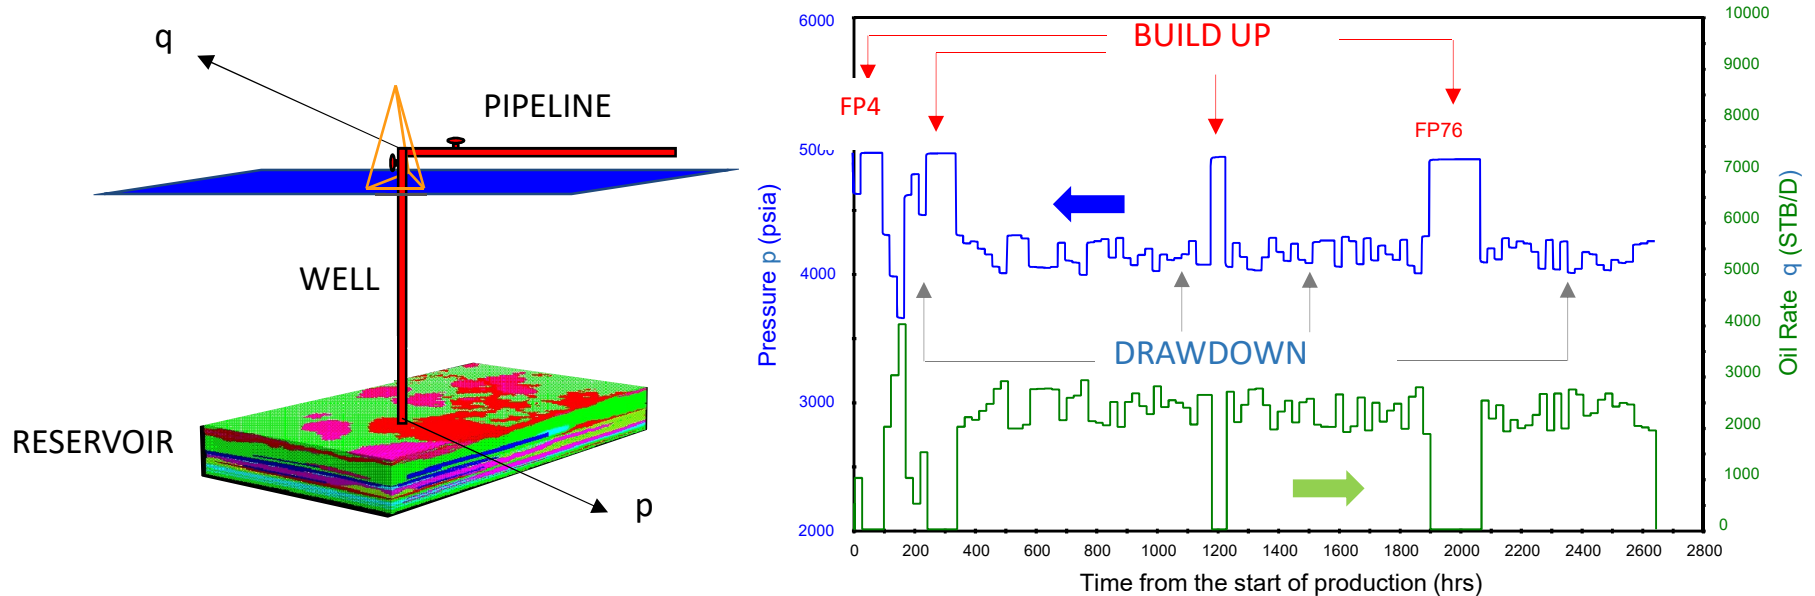 q
PIPELINE
WELL
RESERVOIR
p
BUILD UP
FP4
FP76
DRAWDOWN
Pressure p (psia)
6000
5000
4000
3000
2000
Oil Rate q (STB/D)
10000
9000
8000
7000
6000
5000
4000
3000
2000
1000
0
0 200 400 600 800 1000 1200 1400 1600 1800 2000 2200 2400 2600 2800
Time from the start of production (hrs)